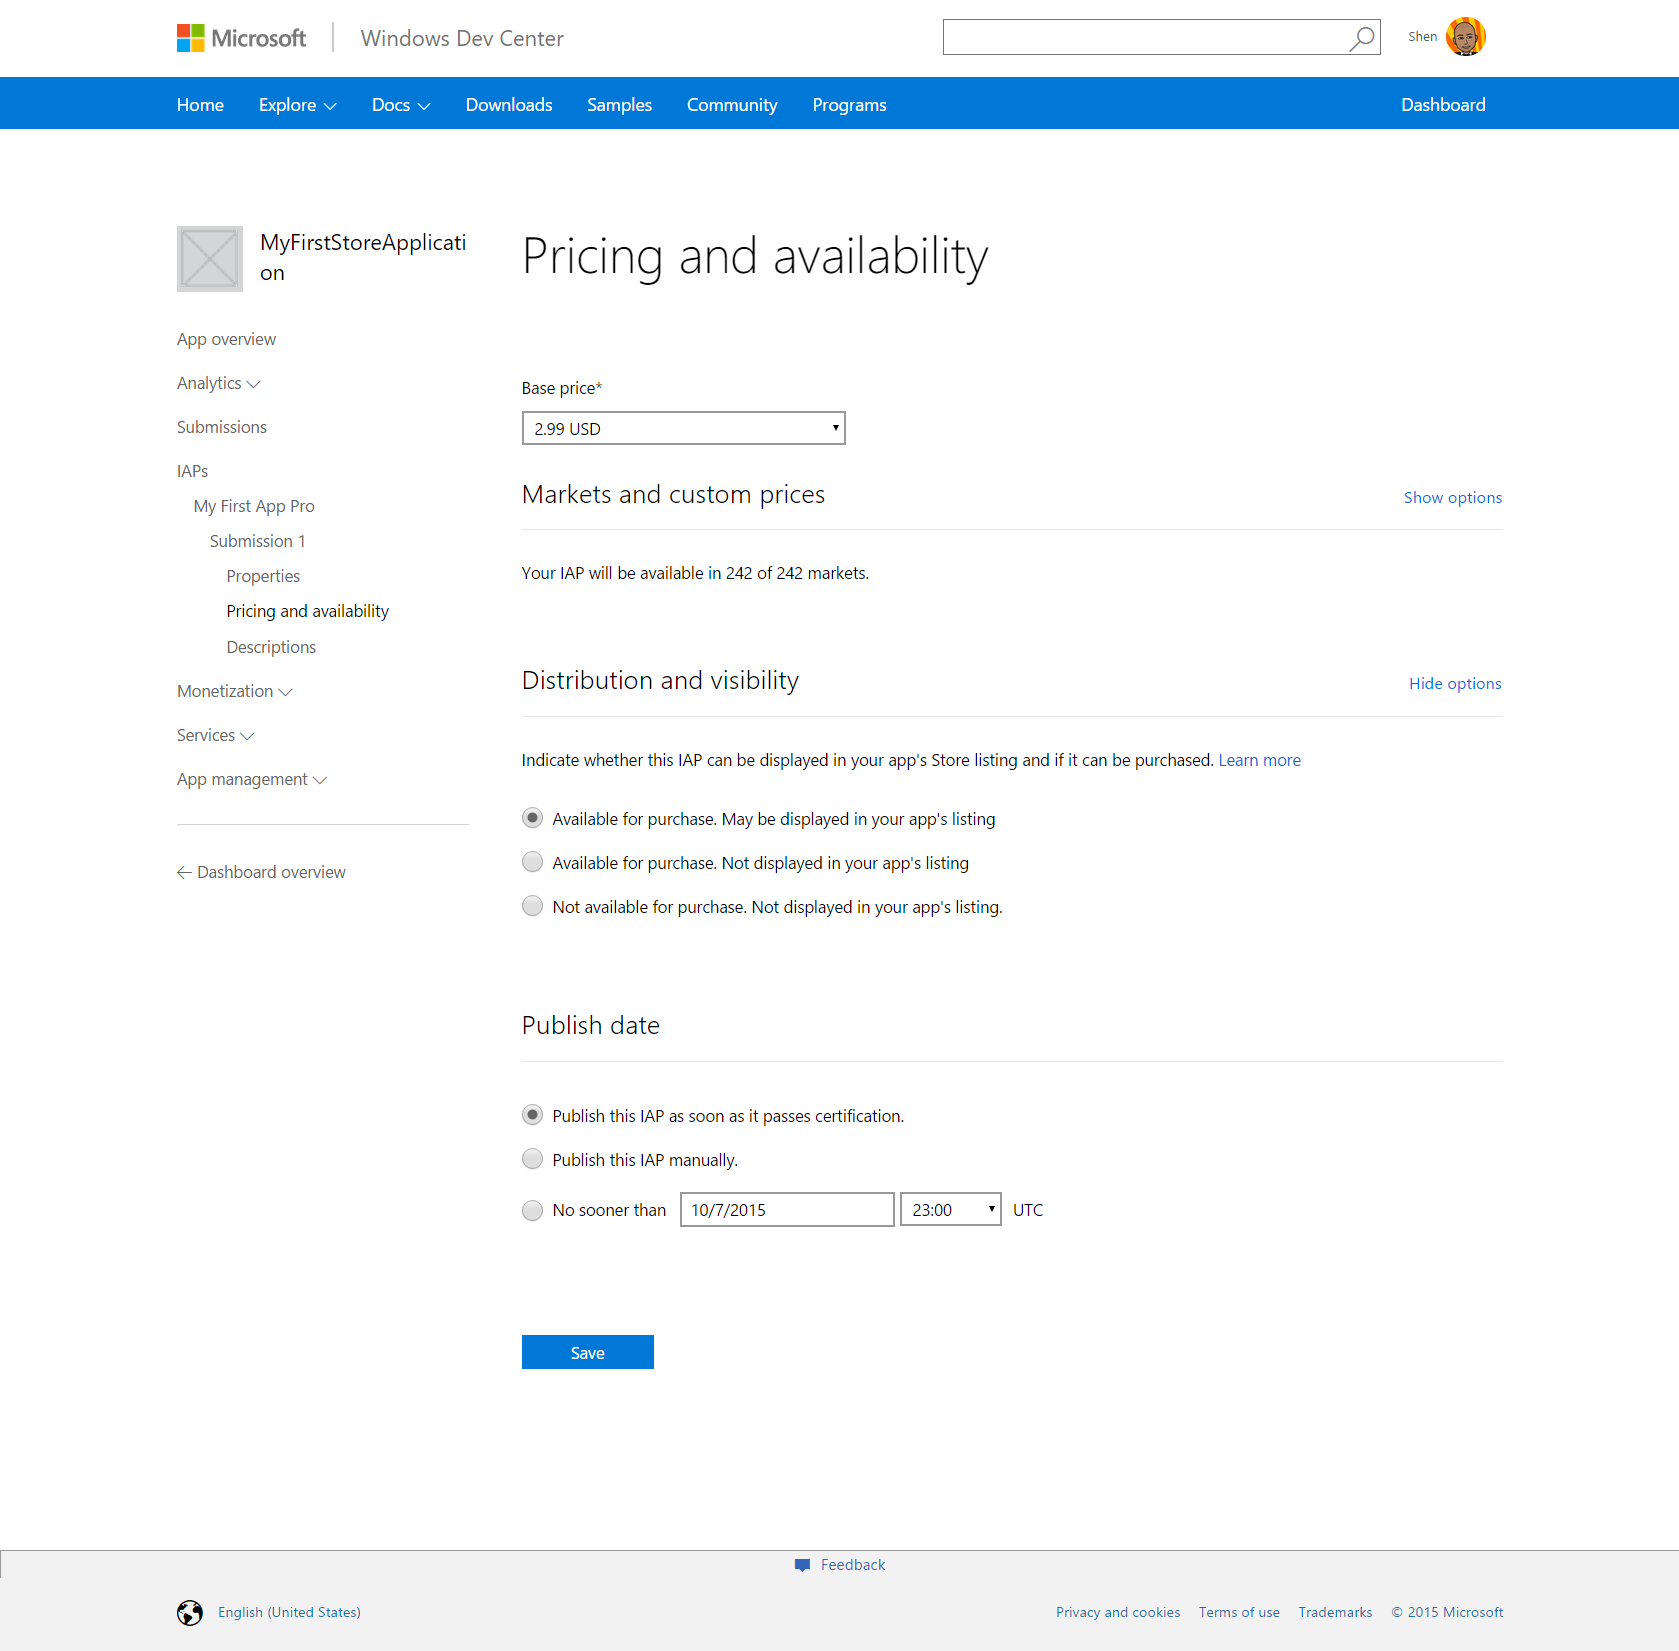 Microsoft
Windows Dev Center
Shen
Home
Explore
Docs
Downloads
Samples
Community
Programs
Dashboard
MyFirstStoreApplicati
on
App overview
Analytics
Submissions
IAPs
My First App Pro
Submission 1
Properties
Pricing and availability
Descriptions
Monetization
Services
App management
Dashboard overview
Pricing and availability
Base price*
2.99 USD
Markets and custom prices
Show options
Your IAP will be available in 242 of 242 markets.
Distribution and visibility
Hide options
Indicate whether this IAP can be displayed in your app's Store listing and if it can be purchased. Learn more
Available for purchase. May be displayed in your app's listing
Available for purchase. Not displayed in your app's listing
Not available for purchase. Not displayed in your app's listing.
Publish date
Publish this IAP as soon as it passes certification.
Publish this IAP manually.
No sooner than 10/7/2015 23:00 UTC
Save
Feedback
English (United States)
Privacy and cookies
Terms of use
Trademarks
© 2015 Microsoft